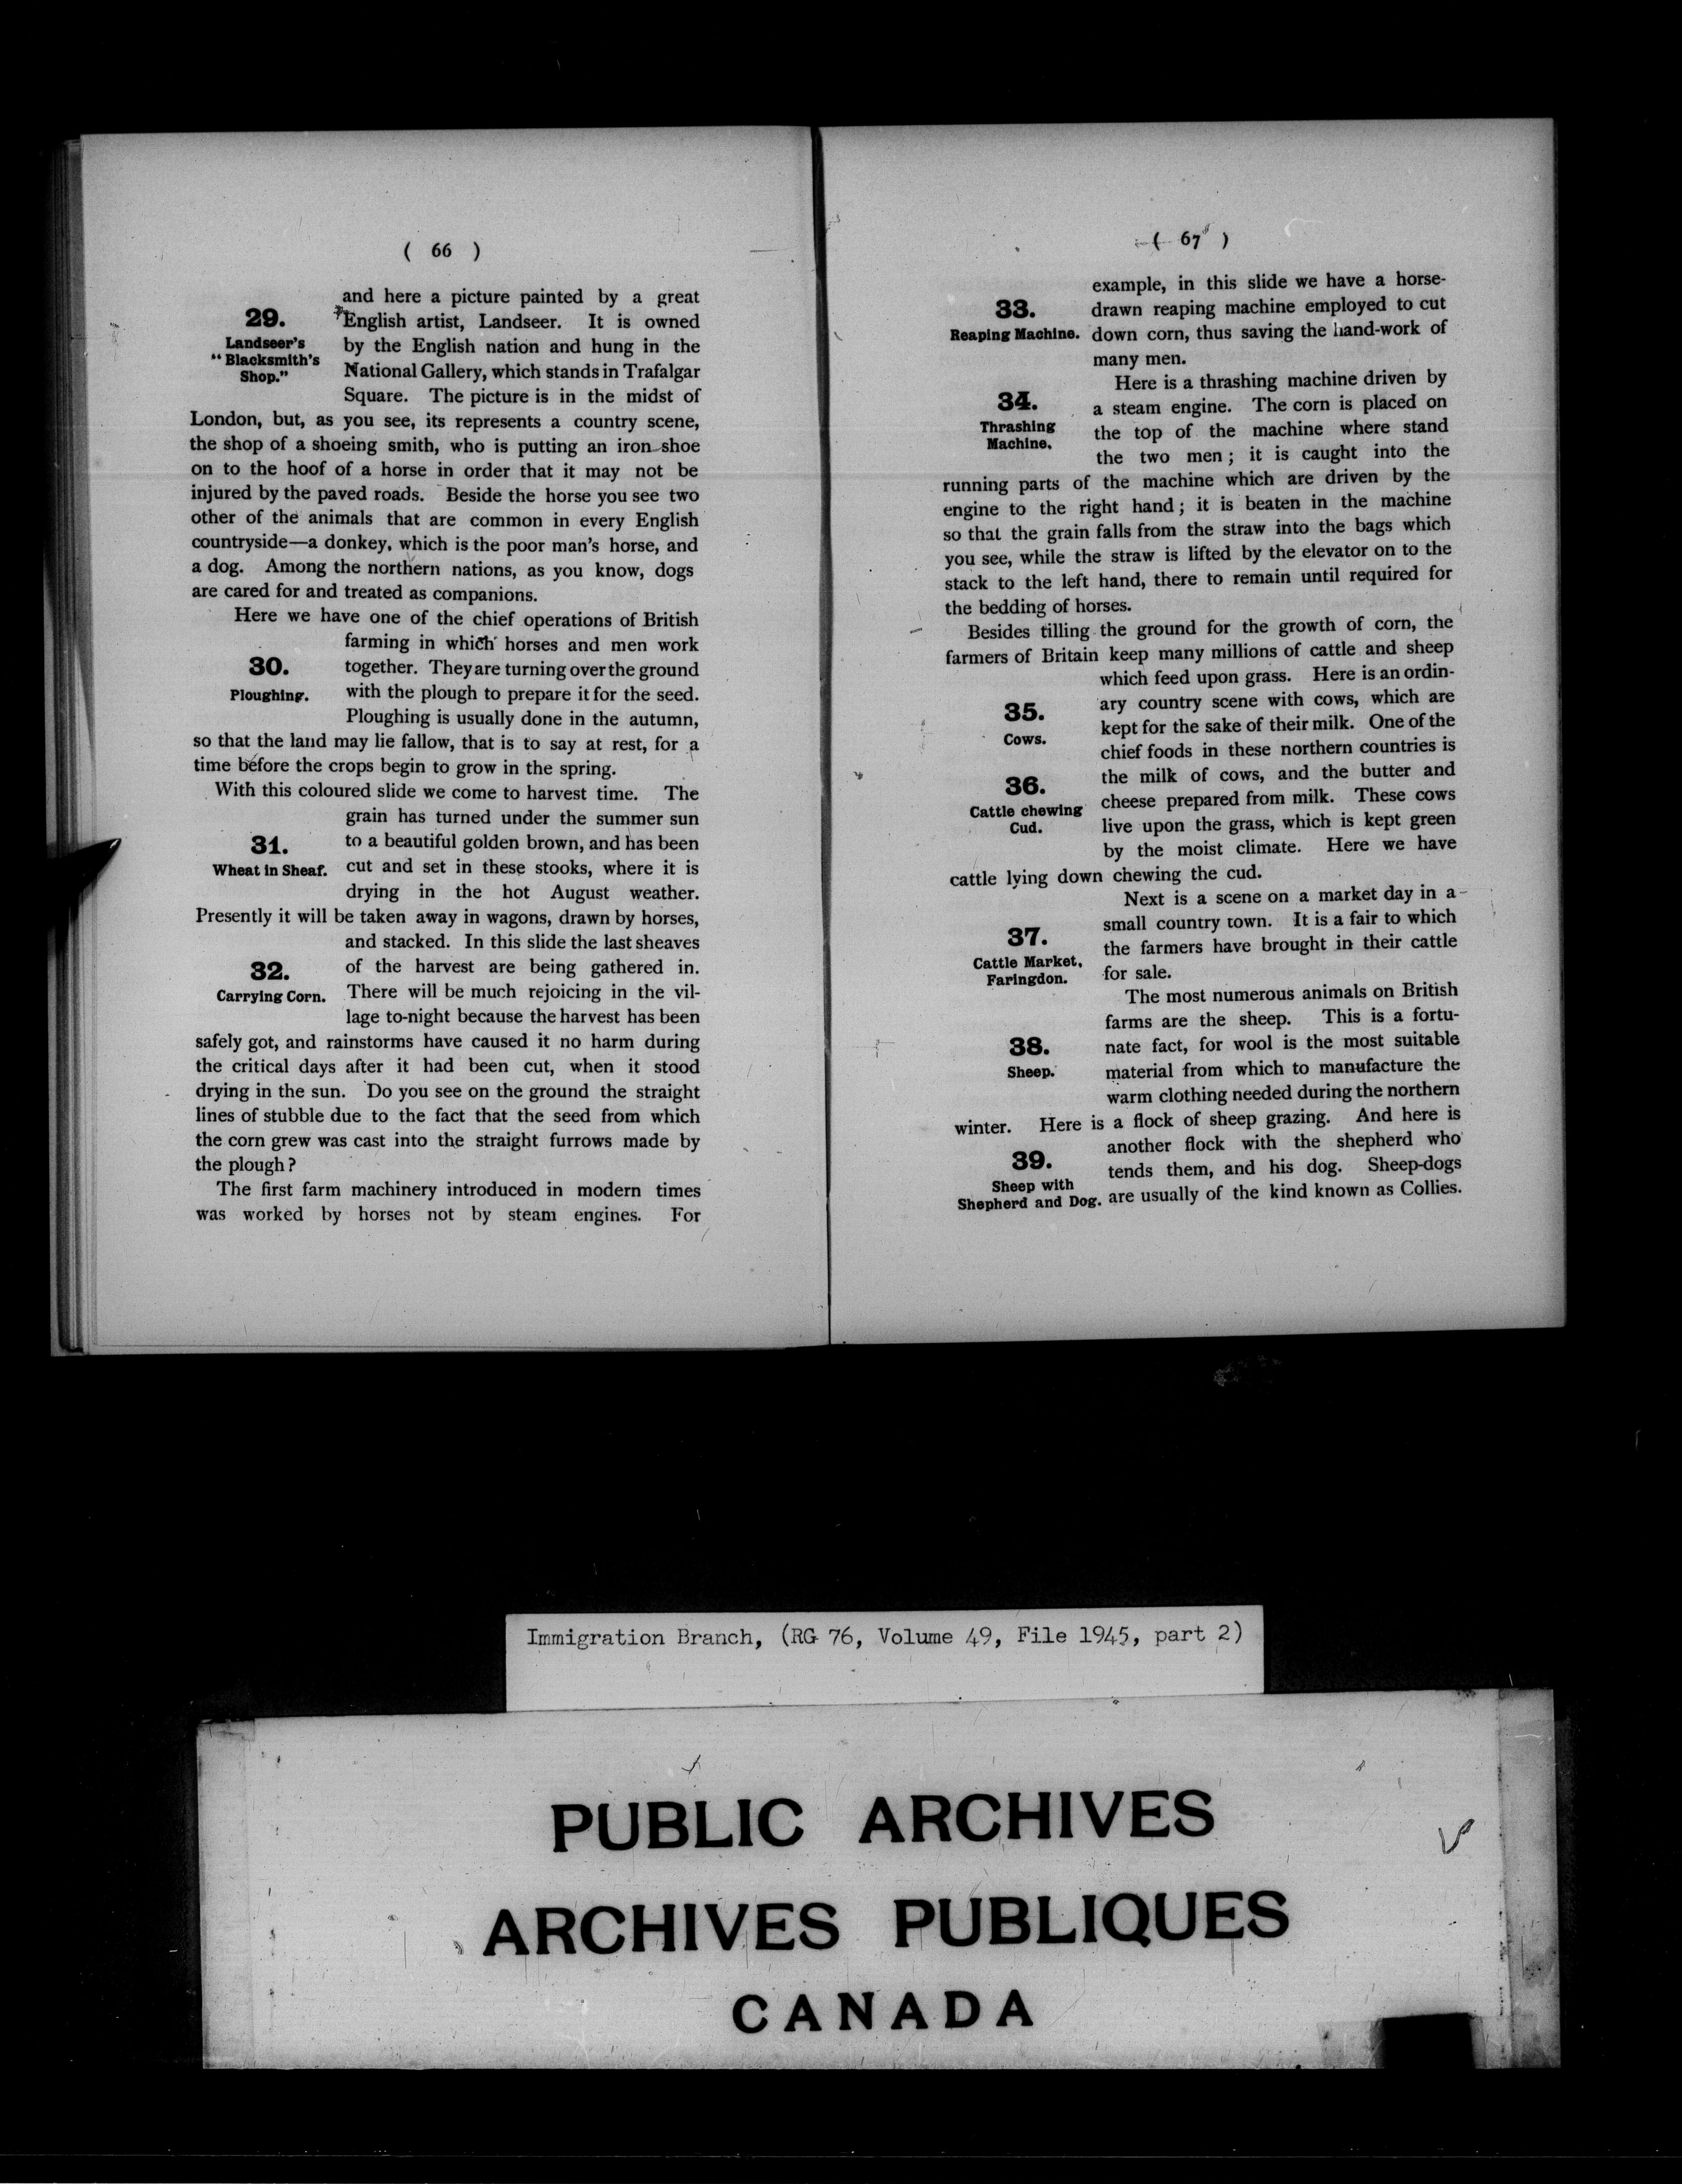 ( 66 )
and here a picture painted by a great
29.
English artist, Landseer. It is owned
Landseer's
by the English nation and hung in the
"Blacksmith's
Shop."
National Gallery, which stands in Trafalgar
Square. The picture is in the midst of
London, but, as you see, its represents a country scene,
the shop of a shoeing smith, who is putting an iron shoe
on to the hoof of a horse in order that it may not be
injured by the paved roads. Beside the horse you see two
other of the animals that are common in every English
countryside—a donkey, which is the poor man's horse, and
a dog. Among the northern nations, as you know, dogs
are cared for and treated as companions.
Here we have one of the chief operations of British
farming in which horses and men work
30.
together. They are turning over the ground
Ploughing.
with the plough to prepare it for the seed.
Ploughing is usually done in the autumn,
so that the land may lie fallow, that is to say at rest, for a
time before the crops begin to grow in the spring.
With this coloured slide we come to harvest time. The
grain has turned under the summer sun
31.
to a beautiful golden brown, and has been
Wheat in Sheaf.
cut and set in these stooks, where it is
drying in the hot August weather.
Presently it will be taken away in wagons, drawn by horses,
and stacked. In this slide the last sheaves
32.
of the harvest are being gathered in.
Carrying Corn.
There will be much rejoicing in the vil-
lage to-night because the harvest has been
safely got, and rainstorms have caused it no harm during
the critical days after it had been cut, when it stood
drying in the sun. Do you see on the ground the straight
lines of stubble due to the fact that the seed from which
the corn grew was cast into the straight furrows made by
the plough?
The first farm machinery introduced in modern times
was worked by horses not by steam engines. For
( 67 )
example, in this slide we have a horse-
33.
drawn reaping machine employed to cut
Reaping Machine.
down corn, thus saving the hand-work of
many men.
Here is a thrashing machine driven by
34.
a steam engine. The corn is placed on
Thrashing
Machine.
the top of the machine where stand
the two men; it is caught into the
running parts of the machine which are driven by the
engine to the right hand; it is beaten in the machine
so that the grain falls from the straw into the bags which
you see, while the straw is lifted by the elevator on to the
stack to the left hand, there to remain until required for
the bedding of horses.
Besides tilling the ground for the growth of corn, the
farmers of Britain keep many millions of cattle and sheep
which feed upon grass. Here is an ordin-
35.
ary country scene with cows, which are
Cows.
kept for the sake of their milk. One of the
chief foods in these northern countries is
36.
the milk of cows, and the butter and
Cattle chewing
Cud.
cheese prepared from milk. These cows
live upon the grass, which is kept green
by the moist climate. Here we have
cattle lying down chewing the cud.
Next is a scene on a market day in a
37.
small country town. It is a fair to which
Cattle Market,
Faringdon.
the farmers have brought in their cattle
for sale.
The most numerous animals on British
farms are the sheep. This is a fortu-
38.
nate fact, for wool is the most suitable
Sheep.
material from which to manufacture the
warm clothing needed during the northern
winter. Here is a flock of sheep grazing. And here is
another flock with the shepherd who
39.
tends them, and his dog. Sheep-dogs
Sheep with
Shepherd and Dog.
are usually of the kind known as Collies.
Immigration Branch, (RG 76, Volume 49, File 1945, part 2)
PUBLIC ARCHIVES
ARCHIVES PUBLIQUES
CANADA